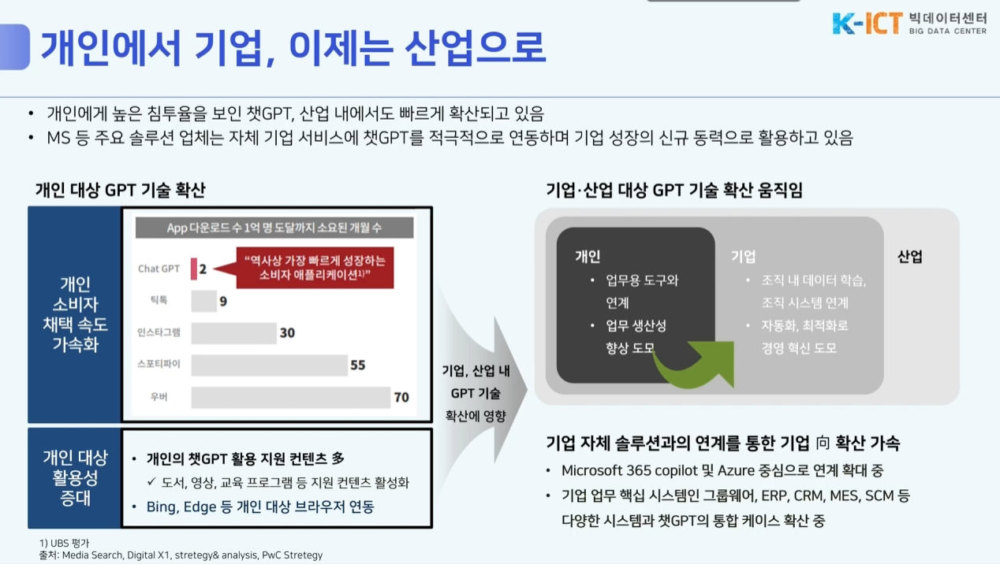 K-ICT 빅데이터센터
BIG DATA CENTER
개인에서 기업, 이제는 산업으로
• 개인에게 높은 침투율을 보인 챗GPT, 산업 내에서도 빠르게 확산되고 있음
• MS 등 주요 솔루션 업체는 자체 기업 서비스에 챗GPT를 적극적으로 연동하며 기업 성장의 신규 동력으로 활용하고 있음
개인 대상 GPT 기술 확산
개인
소비자
채택 속도
가속화
App 다운로드 수 1억 명 도달까지 소요된 개월 수
Chat GPT 2
“역사상 가장 빠르게 성장하는
소비자 애플리케이션1)”
틱톡 9
인스타그램 30
스포티파이 55
우버 70
개인 대상
활용성
증대
• 개인의 챗GPT 활용 지원 컨텐츠 多
✓ 도서, 영상, 교육 프로그램 등 지원 컨텐츠 활성화
• Bing, Edge 등 개인 대상 브라우저 연동
기업, 산업 내
GPT 기술
확산에 영향
기업·산업 대상 GPT 기술 확산 움직임
개인
• 업무용 도구와
연계
• 업무 생산성
향상 도모
기업
• 조직 내 데이터 학습,
조직 시스템 연계
• 자동화, 최적화로
경영 혁신 도모
산업
기업 자체 솔루션과의 연계를 통한 기업 向 확산 가속
• Microsoft 365 copilot 및 Azure 중심으로 연계 확대 중
• 기업 업무 핵심 시스템인 그룹웨어, ERP, CRM, MES, SCM 등
다양한 시스템과 챗GPT의 통합 케이스 확산 중
1) UBS 평가
출처: Media Search, Digital X1, stretegy& analysis, PwC Stretegy